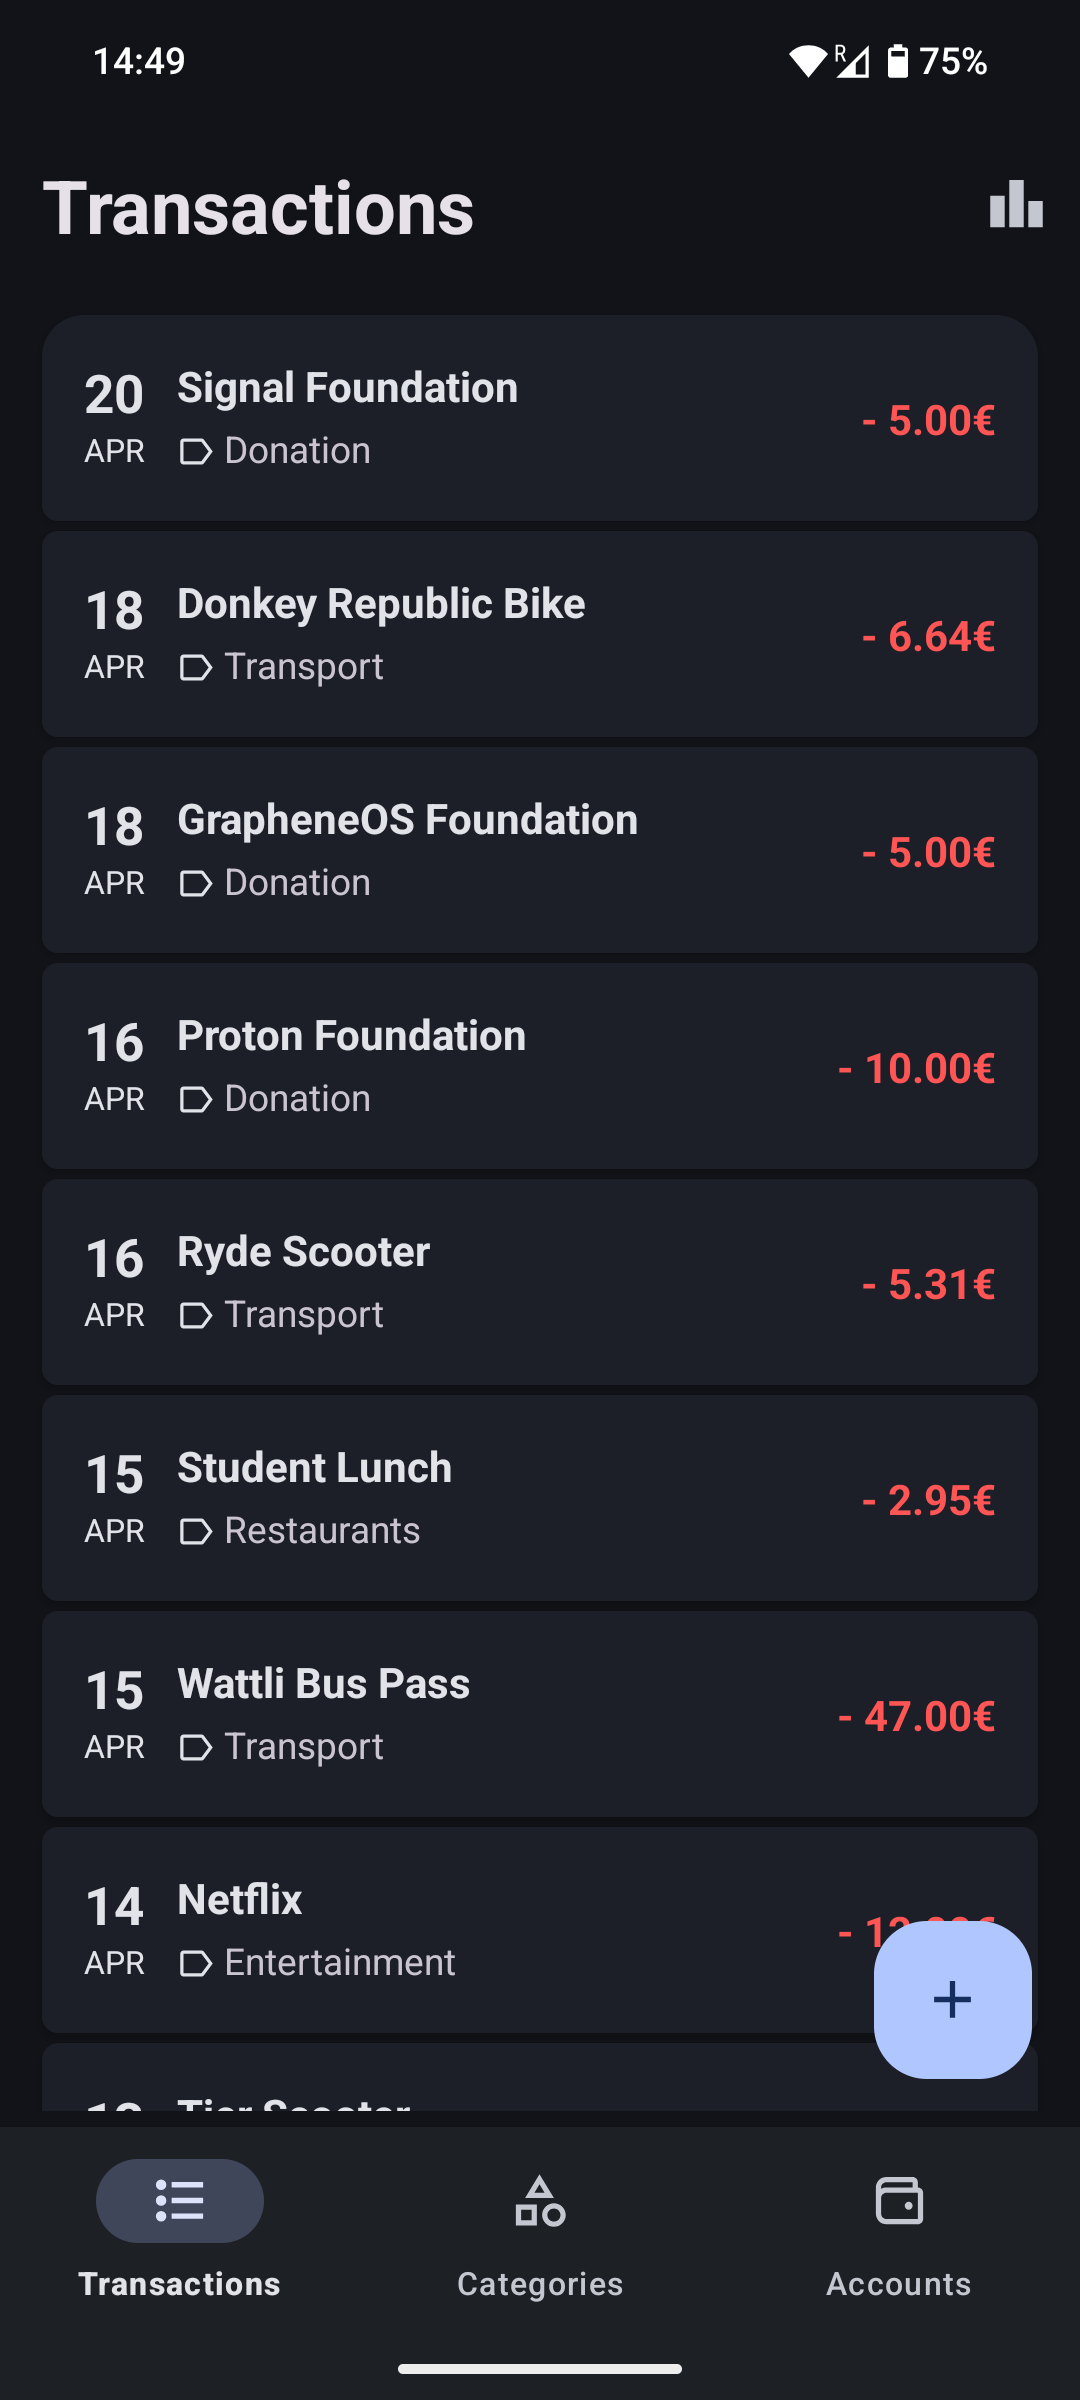 14:49 R 75%
Transactions
20 Signal Foundation
APR Donation - 5.00€
18 Donkey Republic Bike
APR Transport - 6.64€
18 GrapheneOS Foundation
APR Donation - 5.00€
16 Proton Foundation
APR Donation - 10.00€
16 Ryde Scooter
APR Transport - 5.31€
15 Student Lunch
APR Restaurants - 2.95€
15 Wattli Bus Pass
APR Transport - 47.00€
14 Netflix
APR Entertainment
Tier Scooter
Transactions Categories Accounts